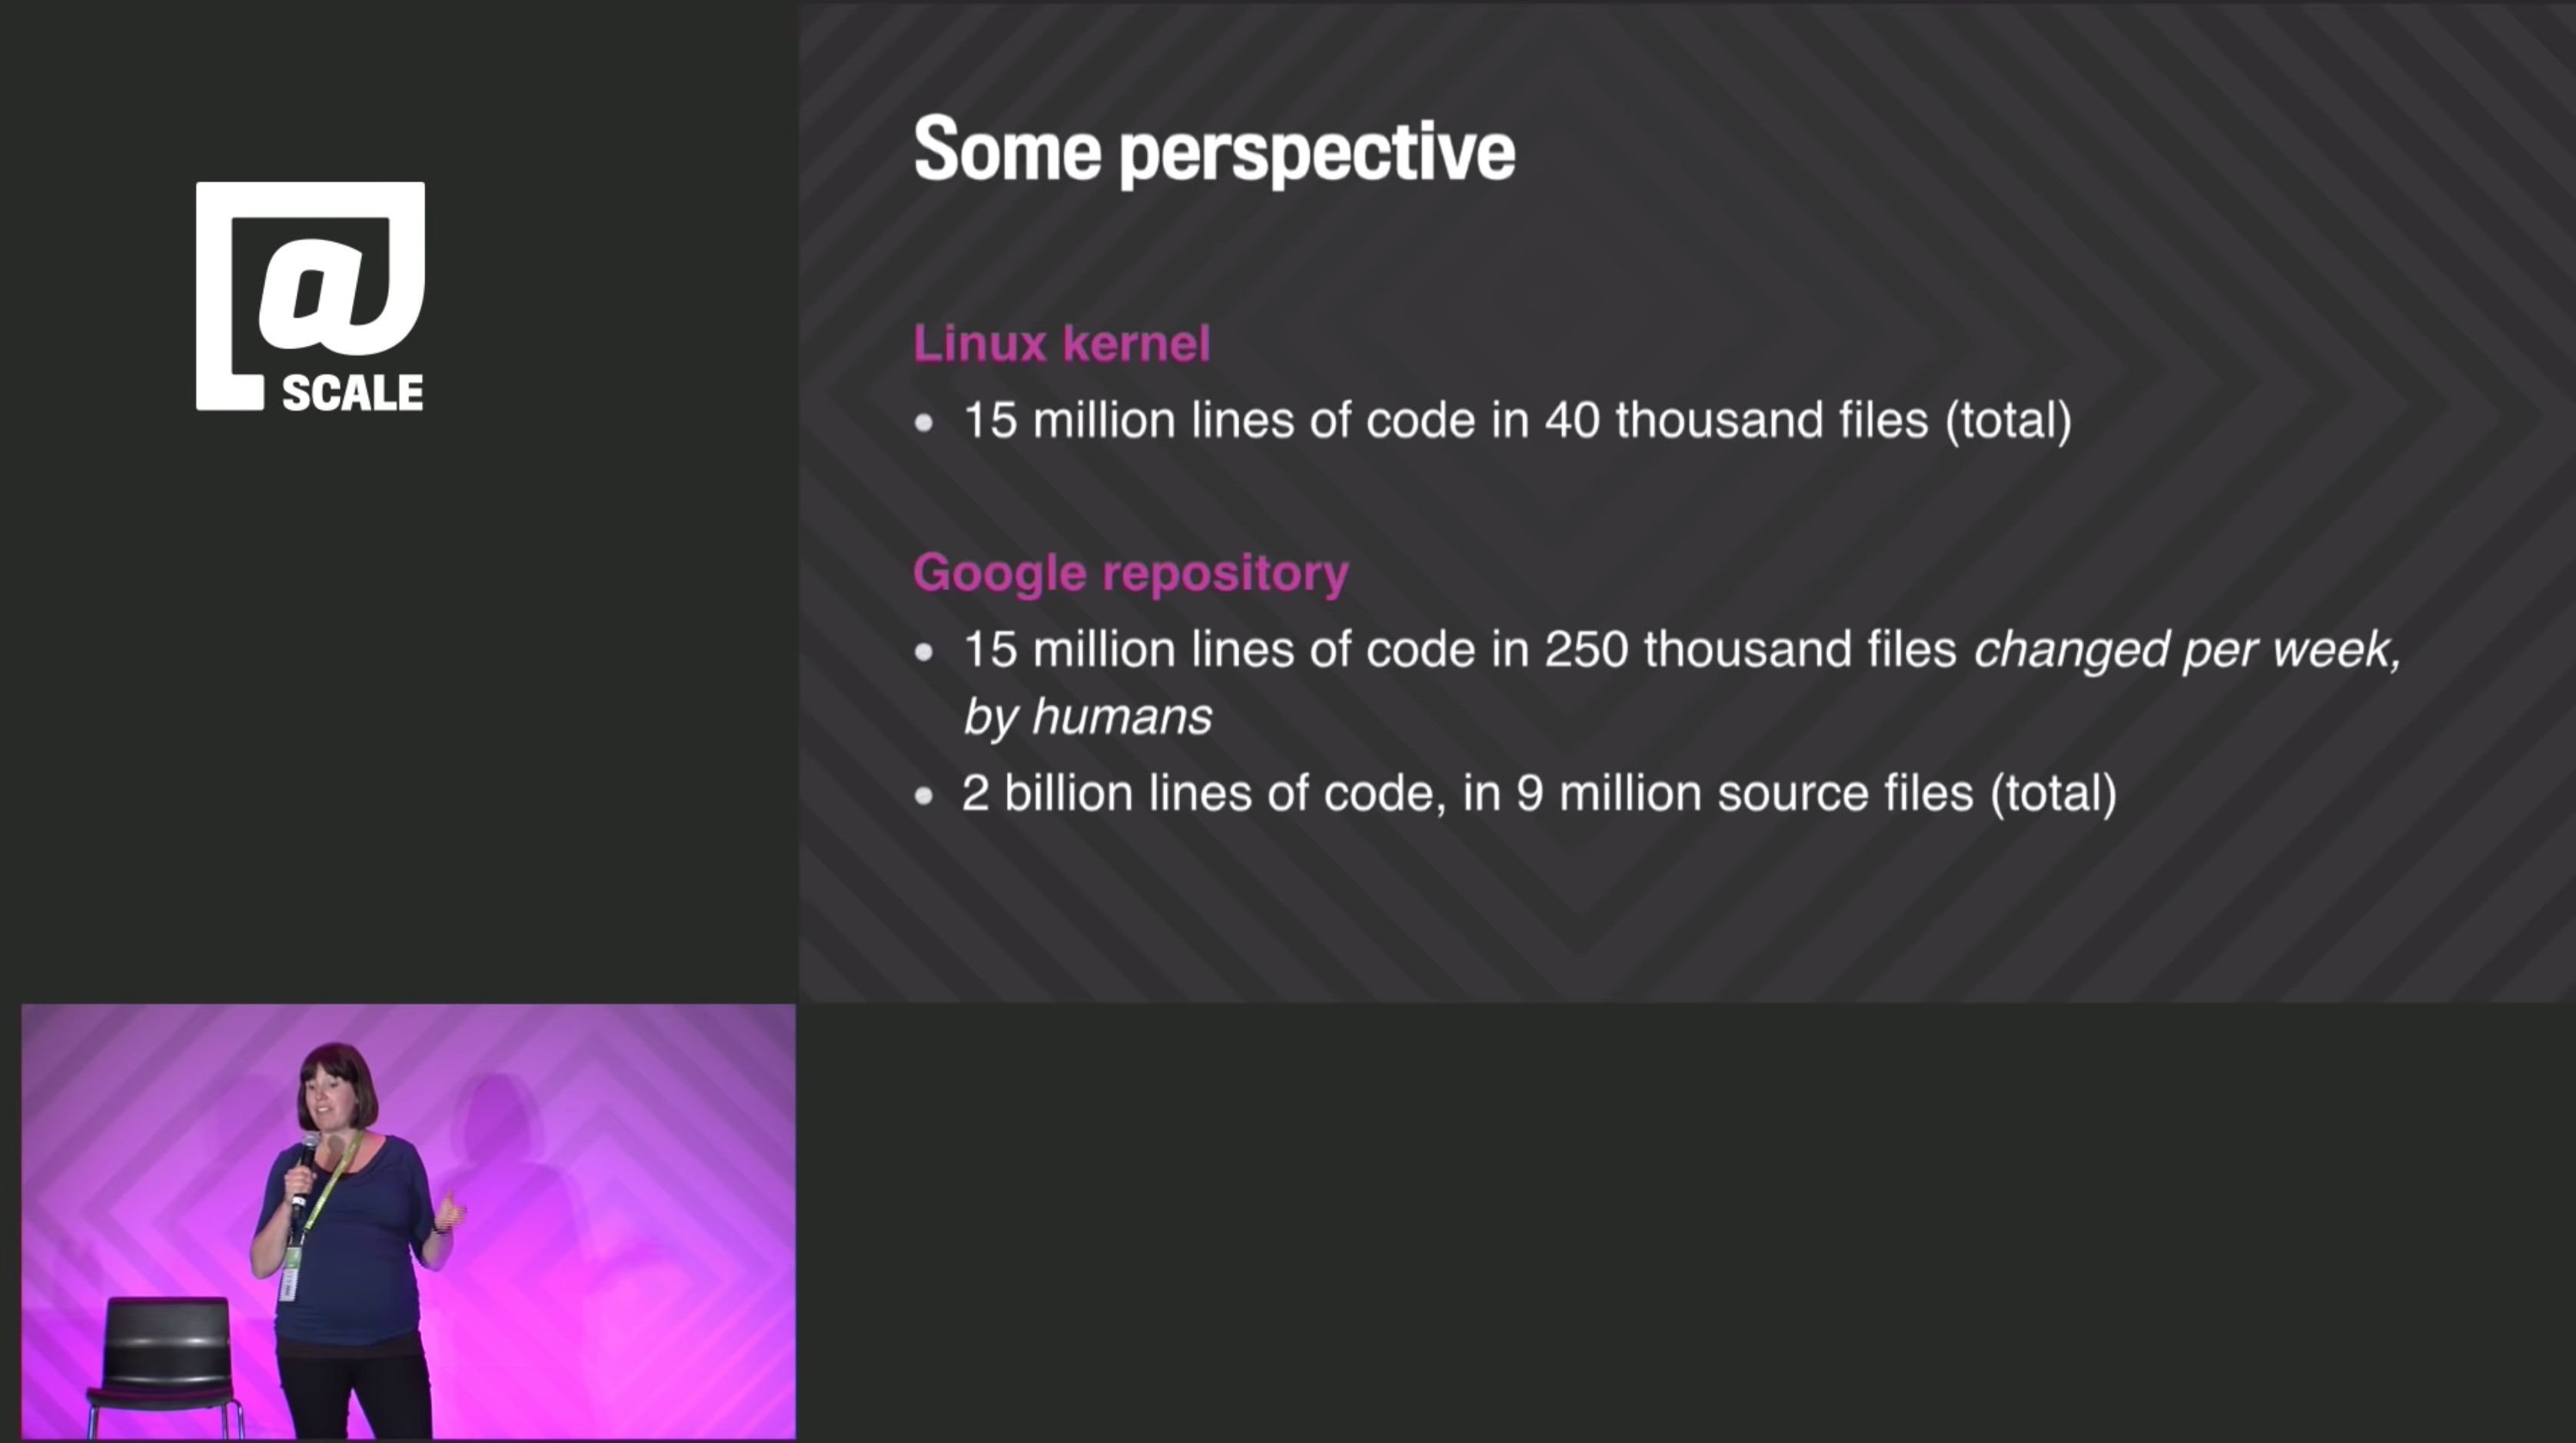 @
SCALE
Some perspective
Linux kernel
• 15 million lines of code in 40 thousand files (total)
Google repository
• 15 million lines of code in 250 thousand files changed per week,
by humans
• 2 billion lines of code, in 9 million source files (total)